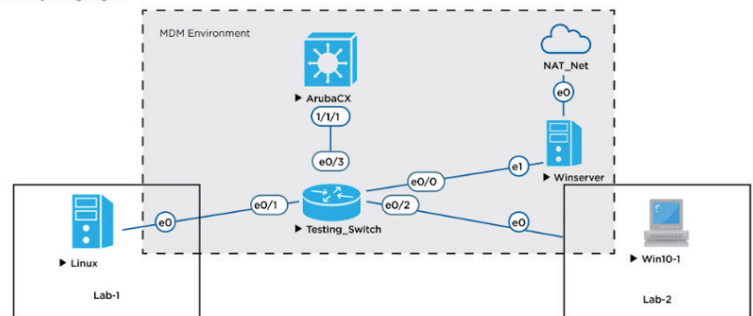 MDM Environment
NAT_Net
ArubaCX
e0
1/1/1
e0/3
e1
Winserver
e0/0
e0/1
e0/2
e0
e0
Testing_Switch
Linux
Win10-1
Lab-1
Lab-2